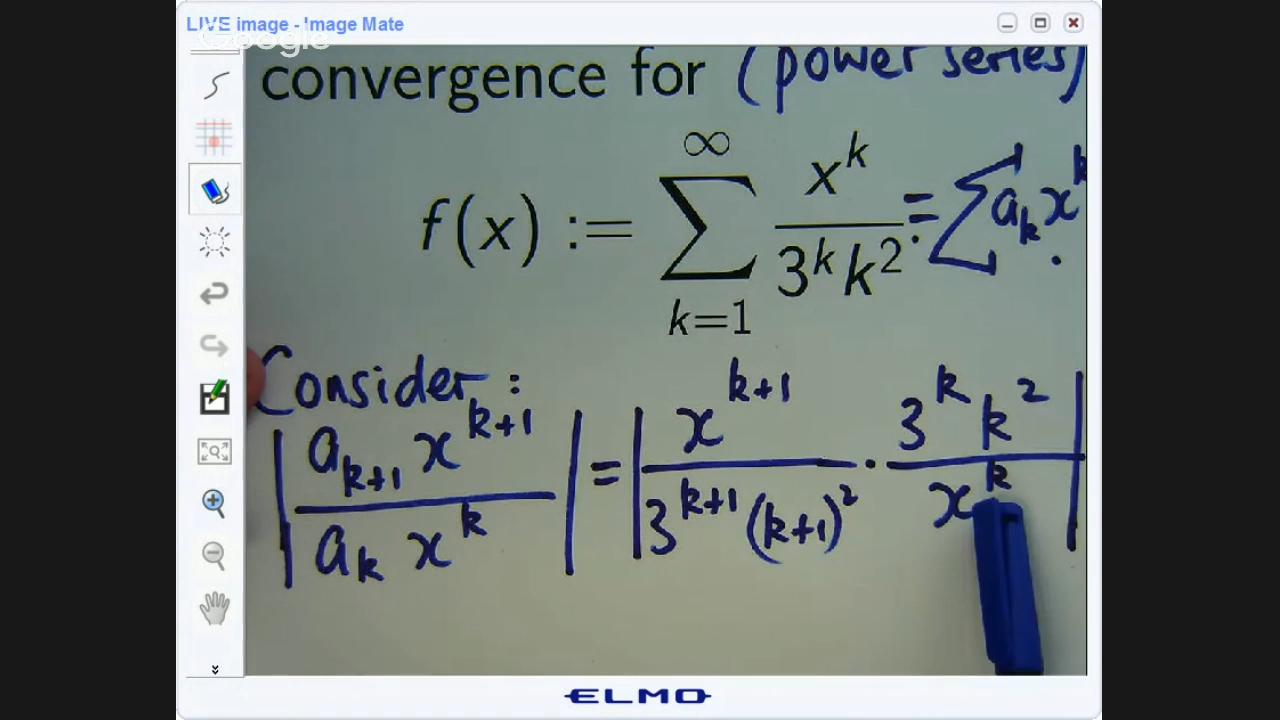 LIVE image - Image Mate
Google
convergence for (power series)
f(x) := ∑_{k=1}^{∞} x^k / (3^k k^2) := ∑ a_k x^k
Consider :
| a_{k+1} x^{k+1} / (a_k x^k) | = | x^{k+1} / (3^{k+1} (k+1)^2) · 3^k k^2 / x^k |
ELMO